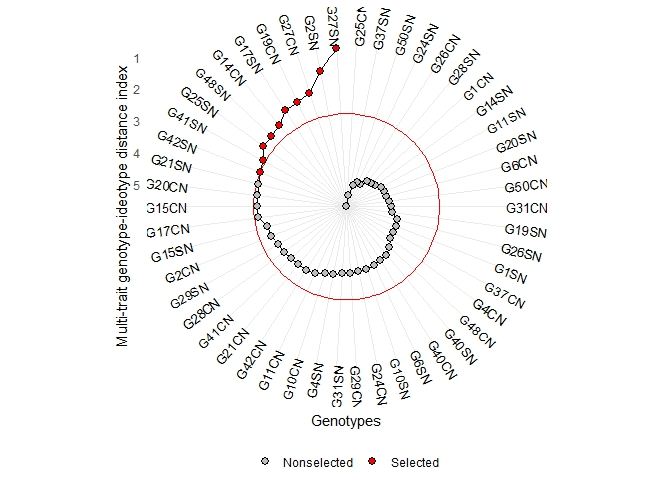 Multi-trait genotype-ideotype distance index
1
2
3
4
5
G25CN
G37SN
G50SN
G24SN
G26CN
G28SN
G1CN
G14SN
G11SN
G20SN
G6CN
G50CN
G31CN
G19SN
G26SN
G1SN
G37CN
G4CN
G48CN
G40SN
G40CN
G6SN
G10SN
G24CN
G29CN
G31SN
G4SN
G10CN
G11CN
G42CN
G21CN
G41CN
G28CN
G29SN
G2CN
G15SN
G17CN
G15CN
G20CN
G21SN
G42SN
G41SN
G25SN
G48SN
G14CN
G17SN
G19CN
G27CN
G2SN
G27SN
Genotypes
Nonselected
Selected